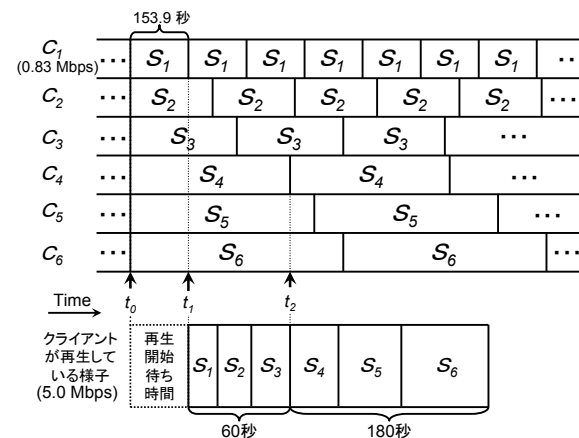 153.9 秒
C1 ••• S1 S1 S1 S1 S1 S1 S1 ••
(0.83 Mbps)
C2 ••• S2 S2 S2 S2 S2 •••
C3 ••• S3 S3 S3 •••
C4 ••• S4 S4 •••
C5 ••• S5 S5 •••
C6 ••• S6 S6 •••
Time t0 t1 t2
クライアント
が再生して
いる様子
(5.0 Mbps)
再生
開始
待ち
時間
S1 S2 S3 S4 S5 S6
60秒 180秒